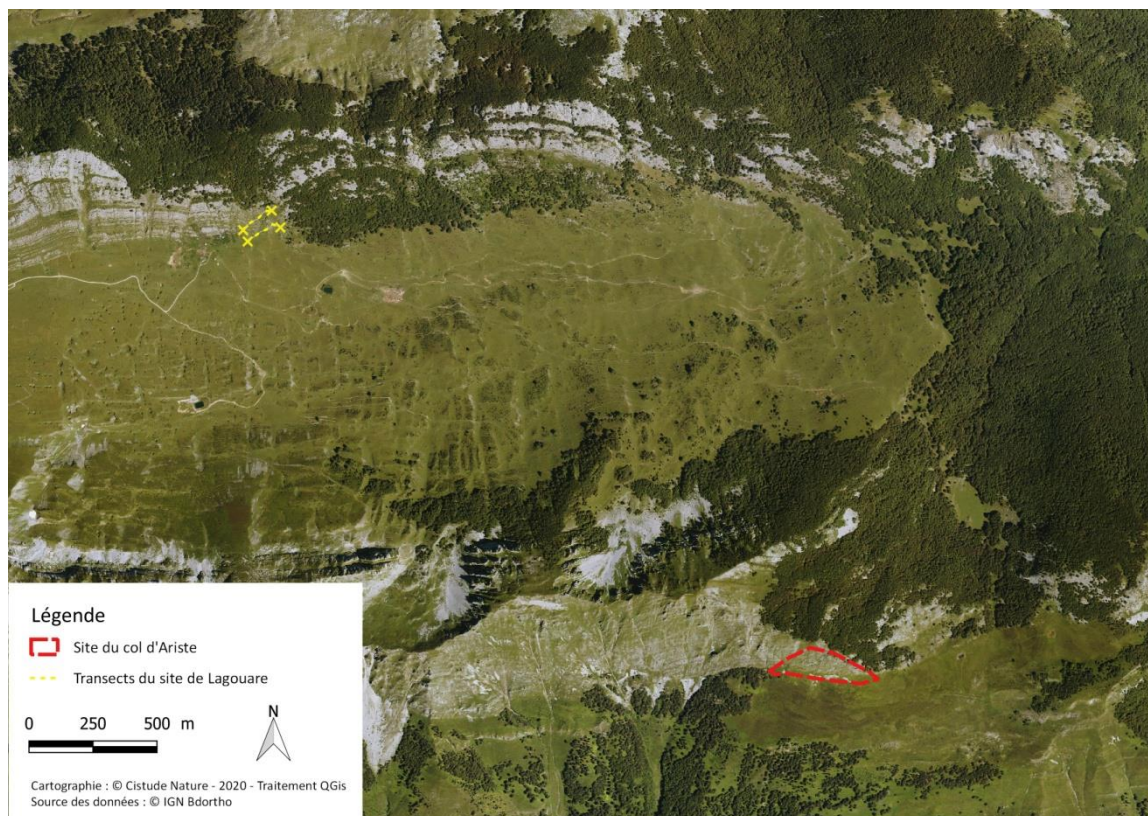 Légende
Site du col d'Ariste
Transects du site de Lagouare
0 250 500 m
N
Cartographie : © Cistude Nature - 2020 - Traitement QGis
Source des données : © IGN Bdortho